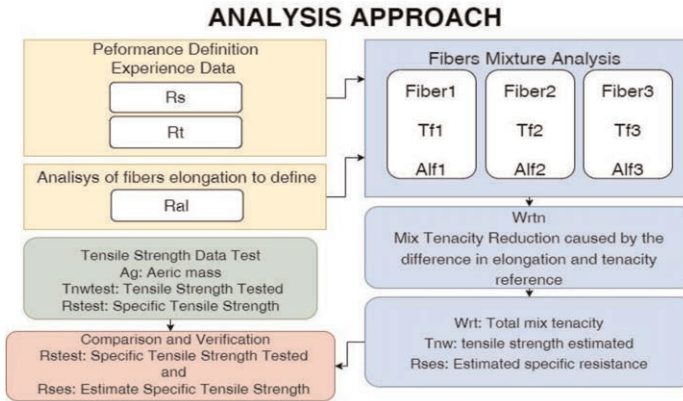 ANALYSIS APPROACH
Peformance Definition
Experience Data
Rs
Rt
Analisys of fibers elongation to define
Ral
Fibers Mixture Analysis
Fiber1
Tf1
Alf1
Fiber2
Tf2
Alf2
Fiber3
Tf3
Alf3
Wrtn
Mix Tenacity Reduction caused by the
difference in elongation and tenacity
reference
Wrt: Total mix tenacity
Tnw: tensile strength estimated
Rses: Estimated specific resistance
Tensile Strength Data Test
Ag: Aeric mass
Tnwtest: Tensile Strength Tested
Rstest: Specific Tensile Strength
Comparison and Verification
Rstest: Specific Tensile Strength Tested
and
Rses: Estimate Specific Tensile Strength